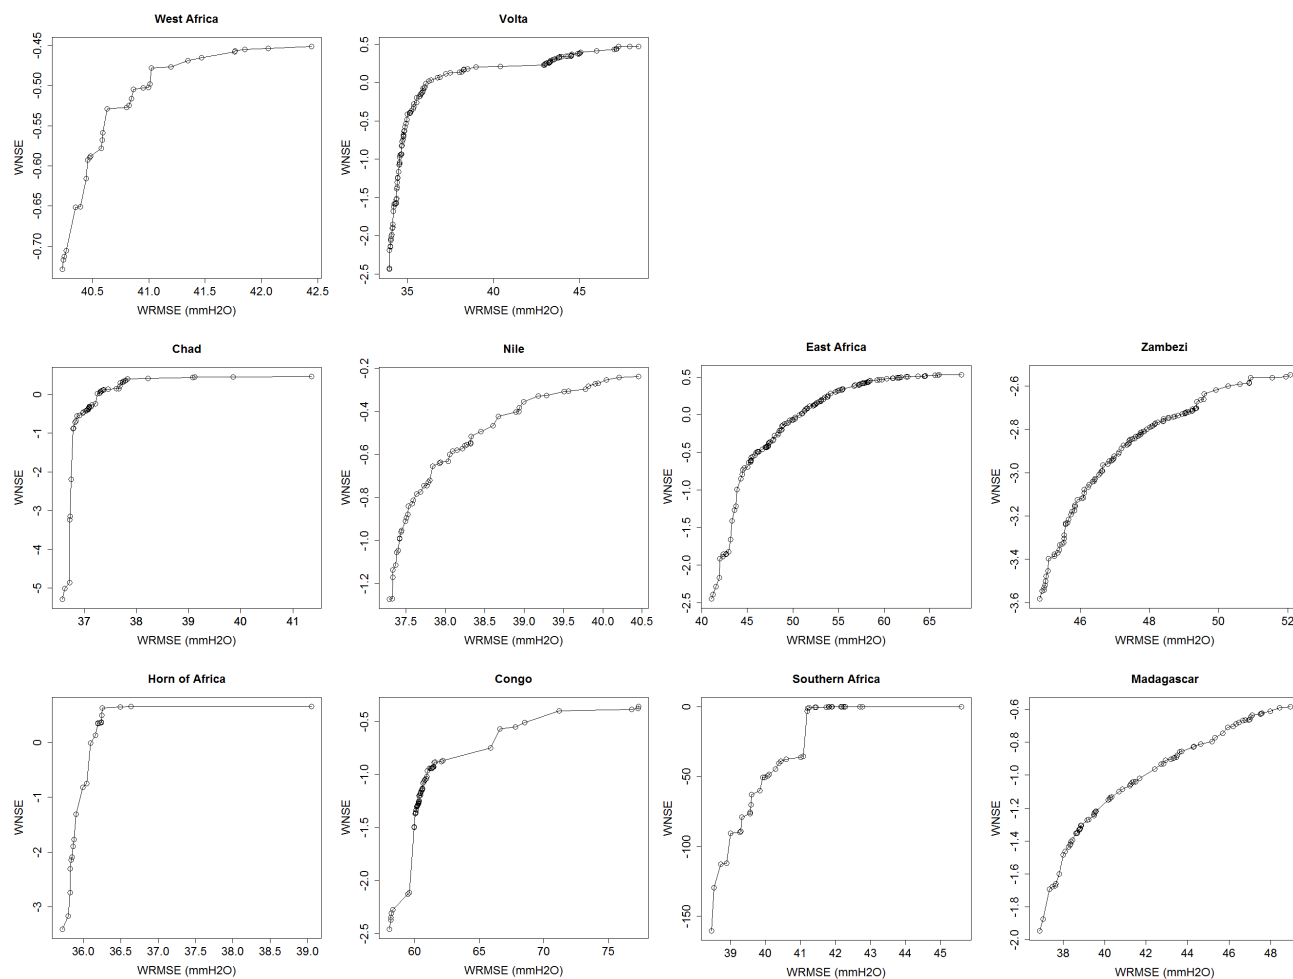 West Africa
WNSE
-0.45
-0.50
-0.55
-0.60
-0.65
-0.70
40.5 41.0 41.5 42.0 42.5
WRMSE (mmH2O)
Volta
WNSE
0.5
0.0
-0.5
-1.0
-1.5
-2.0
-2.5
35 40 45
WRMSE (mmH2O)
Chad
WNSE
0
-1
-2
-3
-4
-5
37 38 39 40 41
WRMSE (mmH2O)
Nile
WNSE
-0.2
-0.4
-0.6
-0.8
-1.0
-1.2
37.5 38.0 38.5 39.0 39.5 40.0 40.5
WRMSE (mmH2O)
East Africa
WNSE
0.5
0.0
-0.5
-1.0
-1.5
-2.0
-2.5
40 45 50 55 60 65
WRMSE (mmH2O)
Zambezi
WNSE
-2.6
-2.8
-3.0
-3.2
-3.4
-3.6
46 48 50 52
WRMSE (mmH2O)
Horn of Africa
WNSE
0
-1
-2
-3
36.0 36.5 37.0 37.5 38.0 38.5 39.0
WRMSE (mmH2O)
Congo
WNSE
-0.5
-1.0
-1.5
-2.0
-2.5
60 65 70 75
WRMSE (mmH2O)
Southern Africa
WNSE
0
-50
-100
-150
39 40 41 42 43 44 45
WRMSE (mmH2O)
Madagascar
WNSE
-0.6
-0.8
-1.0
-1.2
-1.4
-1.6
-1.8
-2.0
38 40 42 44 46 48
WRMSE (mmH2O)